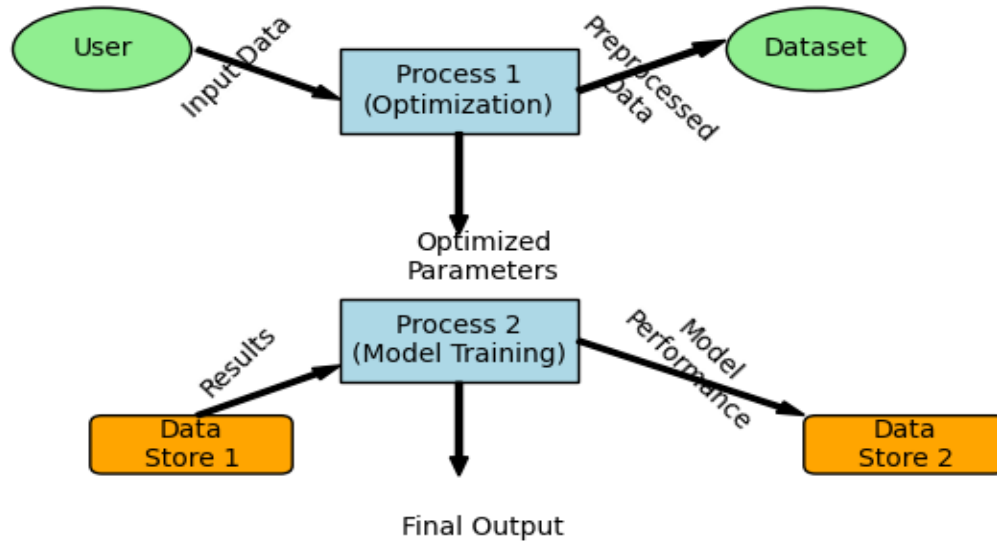 User
Input Data
Process 1
(Optimization)
Preprocessed
Data
Dataset
Optimized
Parameters
Process 2
(Model Training)
Results
Model
Performance
Data
Store 1
Data
Store 2
Final Output